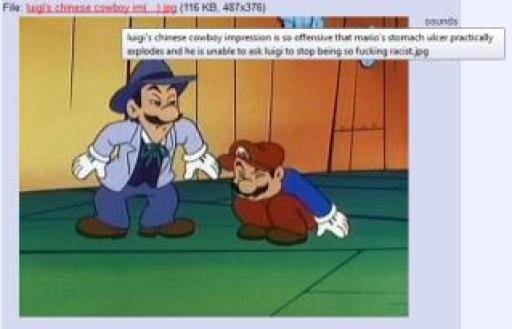 File: luigi's chinese cowboy im(...).jpg (116 KB, 487x376)
sounds
luigi's chinese cowboy impression is so offensive that mario's stomach ulcer practically
explodes and he is unable to ask luigi to stop being so fucking racist.jpg